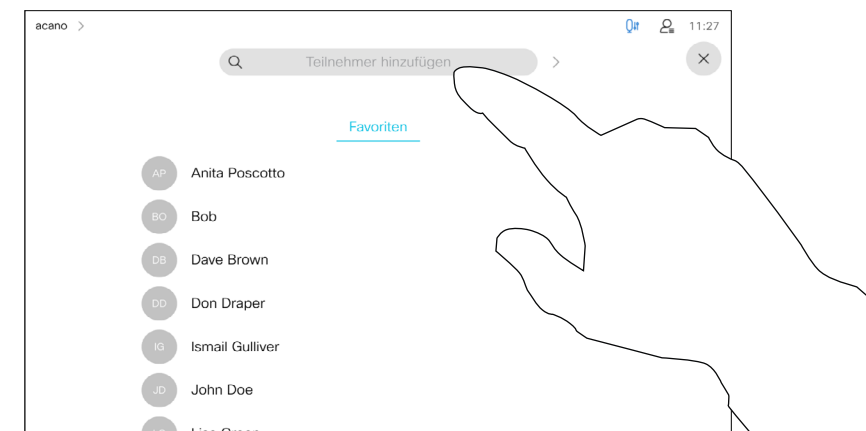 acano
11:27
Teilnehmer hinzufügen
Favoriten
AP Anita Poscotto
BO Bob
DB Dave Brown
DD Don Draper
IG Ismail Gulliver
JD John Doe